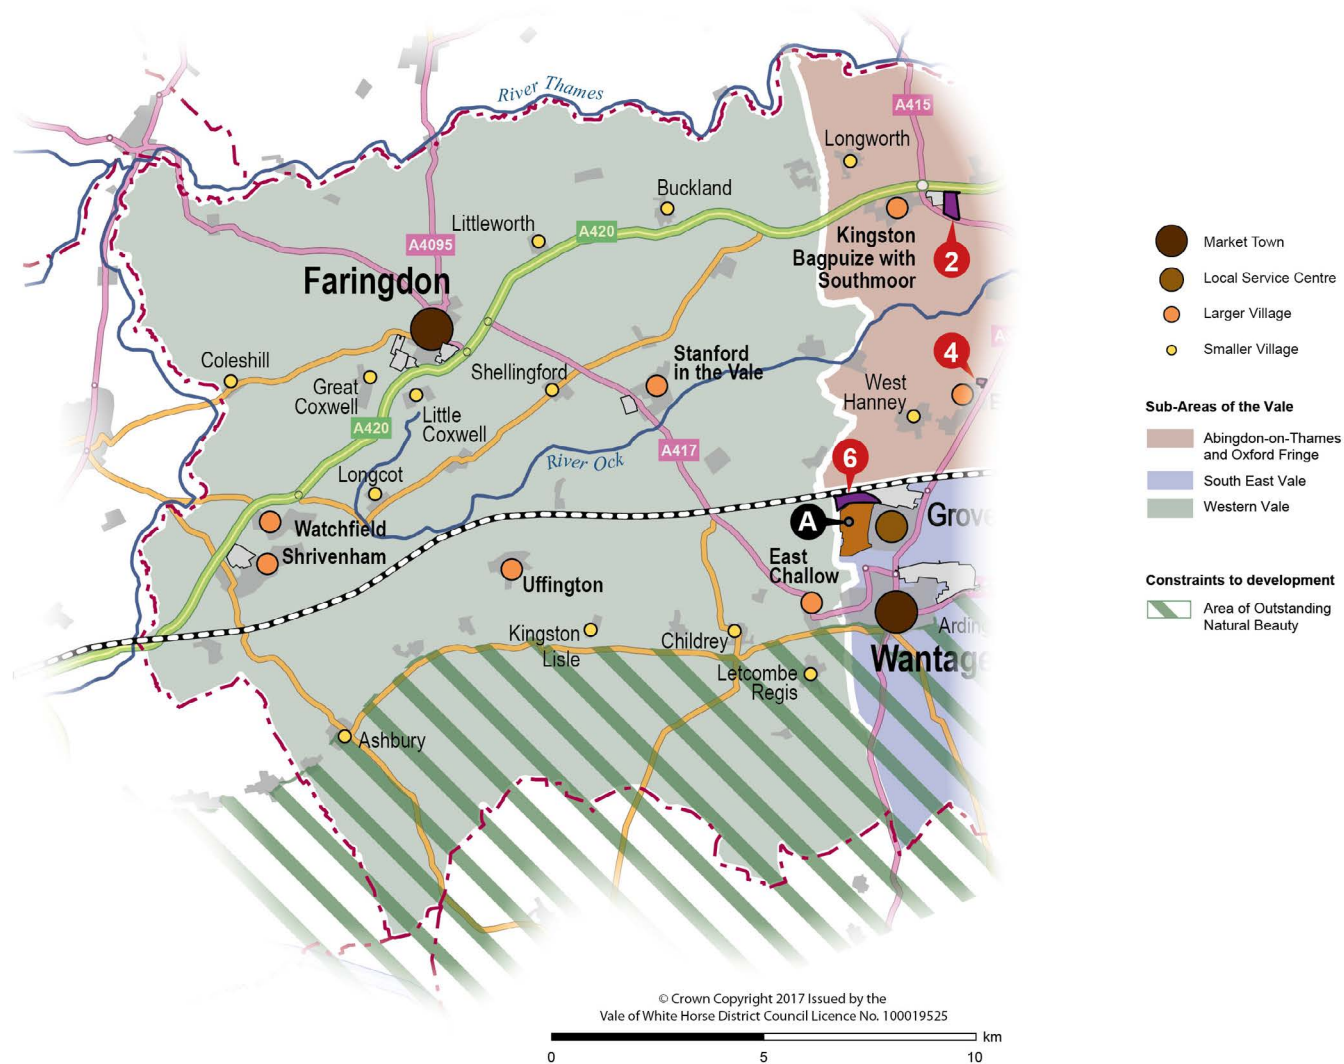 River Thames
A415
Longworth
Buckland
Littleworth
A420
A4095
Kingston
Bagpuize with
Southmoor
2
Faringdon
Coleshill
Great
Coxwell
Shellingford
Stanford
in the Vale
4
West
Hanney
Little
Coxwell
A420
A417
River Ock
6
Longcot
A
Grove
Watchfield
Shrivenham
East
Challow
Uffington
Kingston
Lisle
Childrey
Wantage
Letcombe
Regis
Ashbury
Market Town
Local Service Centre
Larger Village
Smaller Village
Sub-Areas of the Vale
Abingdon-on-Thames
and Oxford Fringe
South East Vale
Western Vale
Constraints to development
Area of Outstanding
Natural Beauty
© Crown Copyright 2017 Issued by the
Vale of White Horse District Council Licence No. 100019525
km
0 5 10